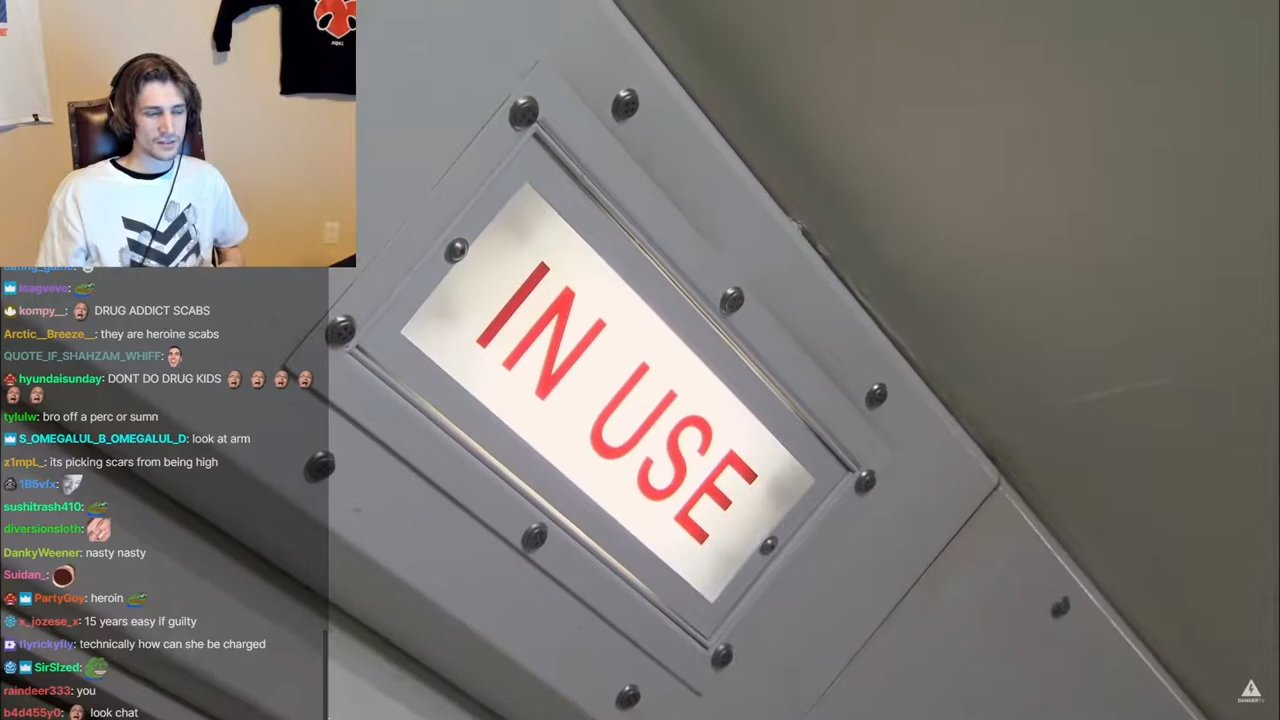 IN USE
loagveve:
kompy__: DRUG ADDICT SCABS
Arctic__Breeze__: they are heroine scabs
QUOTE_IF_SHAHZAM_WHIFF:
hyundaisunday: DONT DO DRUG KIDS
tylulw: bro off a perc or sumn
S_OMEGALUL_B_OMEGALUL_D: look at arm
z1mpL_: its picking scars from being high
1B5vfx:
sushitrash410:
diversionsloth:
DankyWeener: nasty nasty
Suidan_:
PartyGoy: heroin
x_jozese_x: 15 years easy if guilty
flyrickyfly: technically how can she be charged
SirSlzed:
raindeer333: you
b4d455y0: look chat